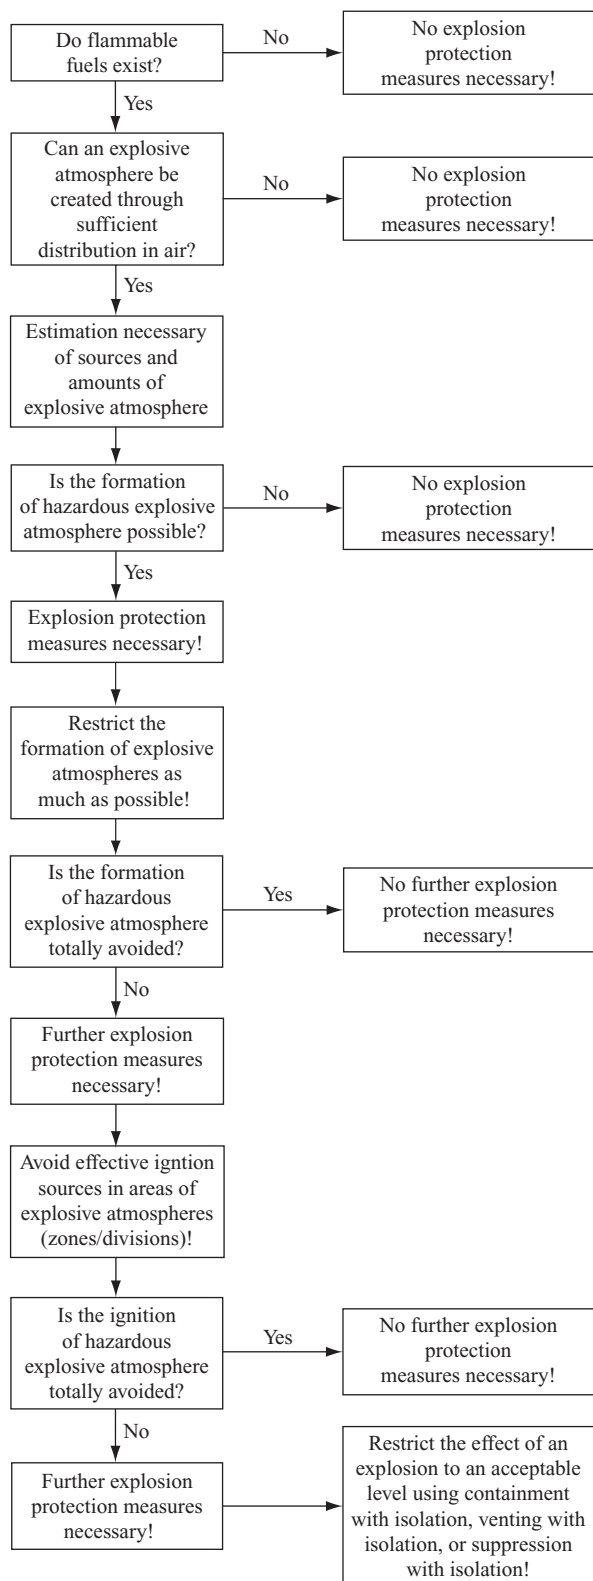 Do flammable
fuels exist?
No
No explosion
protection
measures necessary!
Yes
Can an explosive
atmosphere be
created through
sufficient
distribution in air?
No
No explosion
protection
measures necessary!
Yes
Estimation necessary
of sources and
amounts of
explosive atmosphere
Is the formation
of hazardous explosive
atmosphere possible?
No
No explosion
protection
measures necessary!
Yes
Explosion protection
measures necessary!
Restrict the
formation of explosive
atmospheres as
much as possible!
Is the formation
of hazardous
explosive atmosphere
totally avoided?
Yes
No further explosion
protection measures
necessary!
No
Further explosion
protection measures
necessary!
Avoid effective igntion
sources in areas of
explosive atmospheres
(zones/divisions)!
Is the ignition
of hazardous
explosive atmosphere
totally avoided?
Yes
No further explosion
protection
measures necessary!
No
Further explosion
protection measures
necessary!
Restrict the effect of an
explosion to an acceptable
level using containment
with isolation, venting with
isolation, or suppression
with isolation!